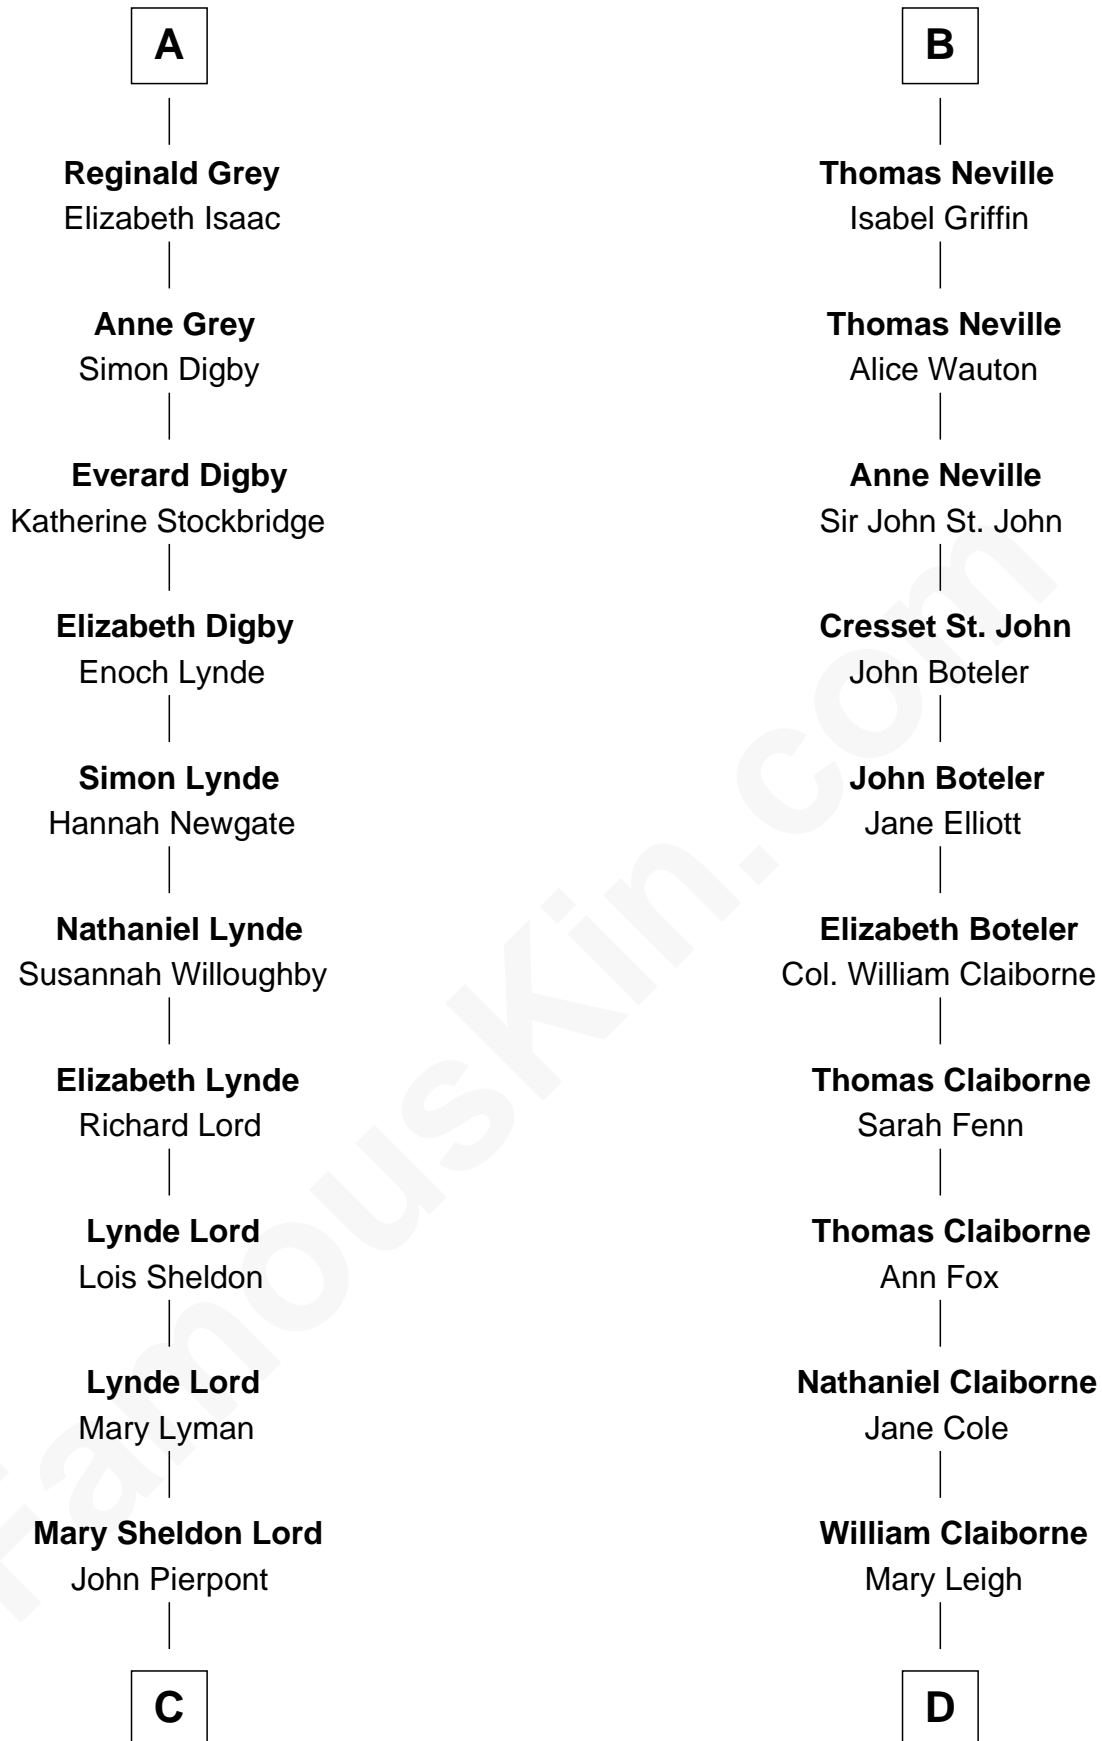 A
Reginald Grey
Elizabeth Isaac
Anne Grey
Simon Digby
Everard Digby
Katherine Stockbridge
Elizabeth Digby
Enoch Lynde
Simon Lynde
Hannah Newgate
Nathaniel Lynde
Susannah Willoughby
Elizabeth Lynde
Richard Lord
Lynde Lord
Lois Sheldon
Lynde Lord
Mary Lyman
Mary Sheldon Lord
John Pierpont
C
B
Thomas Neville
Isabel Griffin
Thomas Neville
Alice Wauton
Anne Neville
Sir John St. John
Cresset St. John
John Boteler
John Boteler
Jane Elliott
Elizabeth Boteler
Col. William Claiborne
Thomas Claiborne
Sarah Fenn
Thomas Claiborne
Ann Fox
Nathaniel Claiborne
Jane Cole
William Claiborne
Mary Leigh
D
FamousKin.com